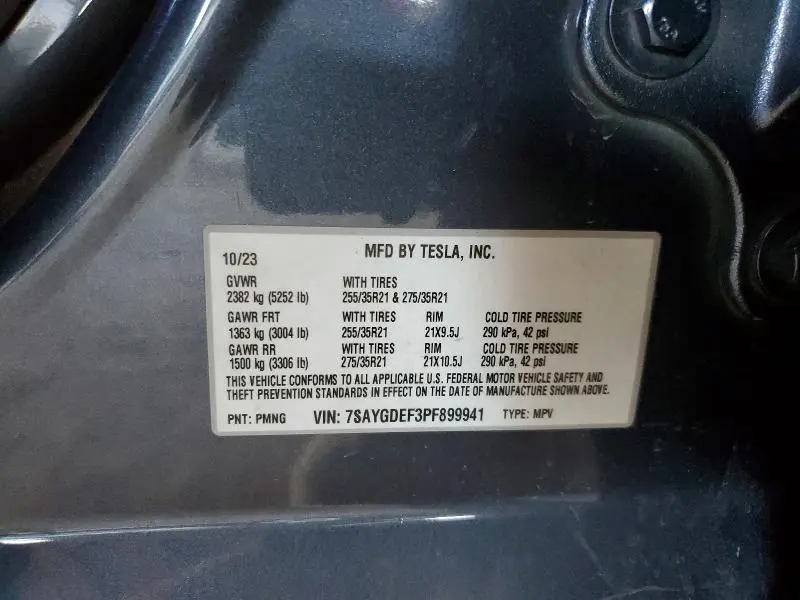 10/23 MFD BY TESLA, INC.
GVWR WITH TIRES
2382 kg (5252 lb) 255/35R21 & 275/35R21
GAWR FRT WITH TIRES RIM COLD TIRE PRESSURE
1363 kg (3004 lb) 255/35R21 21X9.5J 290 kPa, 42 psi
GAWR RR WITH TIRES RIM COLD TIRE PRESSURE
1500 kg (3306 lb) 275/35R21 21X10.5J 290 kPa, 42 psi
THIS VEHICLE CONFORMS TO ALL APPLICABLE U.S. FEDERAL MOTOR VEHICLE SAFETY AND
THEFT PREVENTION STANDARDS IN EFFECT ON THE DATE OF MANUFACTURE SHOWN ABOVE.
PNT: PMNG VIN: 7SAYGDEF3PF899941 TYPE: MPV